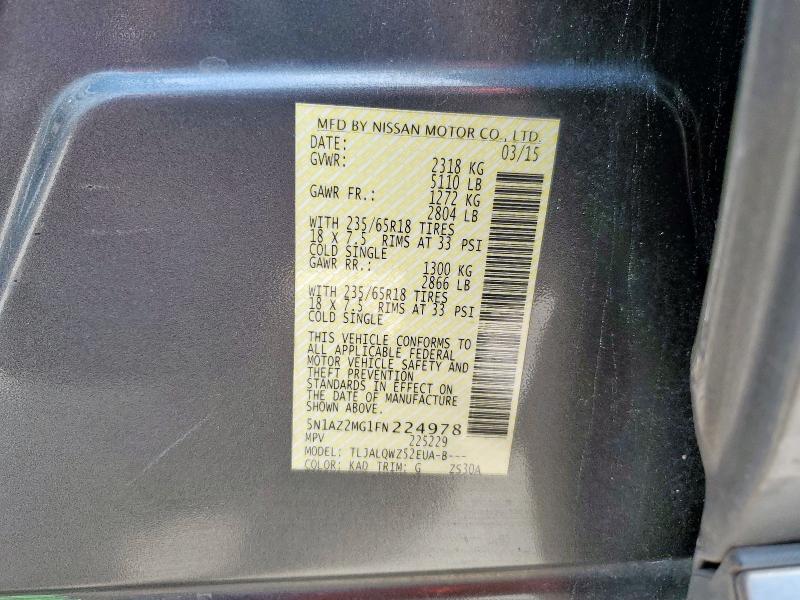 MFD BY NISSAN MOTOR CO., LTD.
DATE: 03/15
GVWR: 2318 KG
5110 LB
GAWR FR.: 1272 KG
2804 LB
WITH 235/65R18 TIRES
18 X 7.5 RIMS AT 33 PSI
COLD SINGLE
GAWR RR.: 1300 KG
2866 LB
WITH 235/65R18 TIRES
18 X 7.5 RIMS AT 33 PSI
COLD SINGLE
THIS VEHICLE CONFORMS TO
ALL APPLICABLE FEDERAL
MOTOR VEHICLE SAFETY AND
THEFT PREVENTION
STANDARDS IN EFFECT ON
THE DATE OF MANUFACTURE
SHOWN ABOVE.
5N1AZ2MG1FN224978
MPV 225229
MODEL: TLJALQWZ52EUA-B---
COLOR: KAD TRIM: G ZS30A